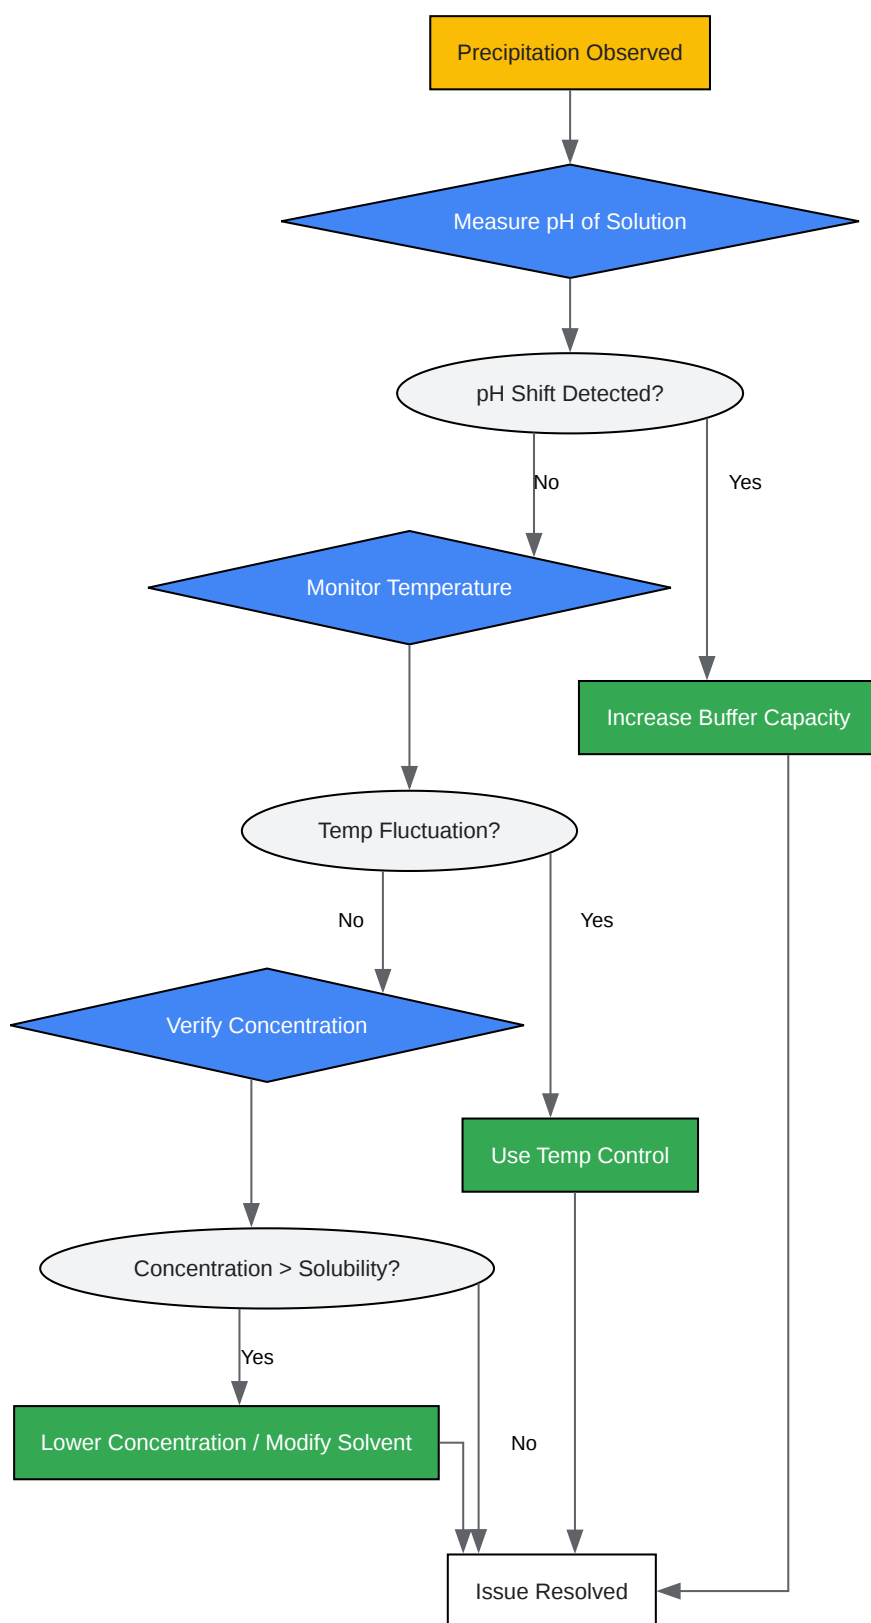 Precipitation Observed
Measure pH of Solution
pH Shift Detected?
No
Yes
Monitor Temperature
Increase Buffer Capacity
Temp Fluctuation?
No
Yes
Verify Concentration
Use Temp Control
Concentration > Solubility?
Yes
Lower Concentration / Modify Solvent
No
Issue Resolved